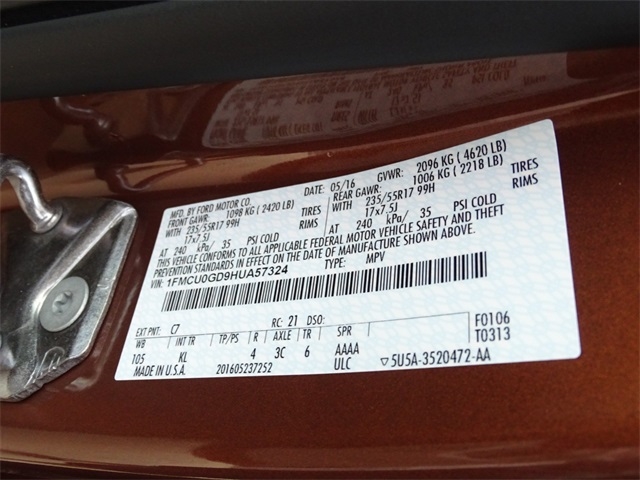 MFD. BY FORD MOTOR CO.
DATE: 05/16 GVWR: 2096 KG ( 4620 LB)
FRONT GAWR: 1098 KG ( 2420 LB) REAR GAWR: 1006 KG ( 2218 LB)
WITH 235/55R17 99H TIRES WITH 235/55R17 99H TIRES
17x7.5J RIMS 17x7.5J RIMS
AT 240 kPa/ 35 PSI COLD AT 240 kPa/ 35 PSI COLD
THIS VEHICLE CONFORMS TO ALL APPLICABLE FEDERAL MOTOR VEHICLE SAFETY AND THEFT
PREVENTION STANDARDS IN EFFECT ON THE DATE OF MANUFACTURE SHOWN ABOVE.
VIN: 1FMCU0GD9HUA57324 TYPE: MPV
EXT PNT: C7 RC: 21 DSO: F0106
WB INT TR TP/PS R AXLE TR SPR T0313
105 KL 4 3C 6 AAAA
MADE IN U.S.A. 201605237252 ULC ▽5U5A-3520472-AA